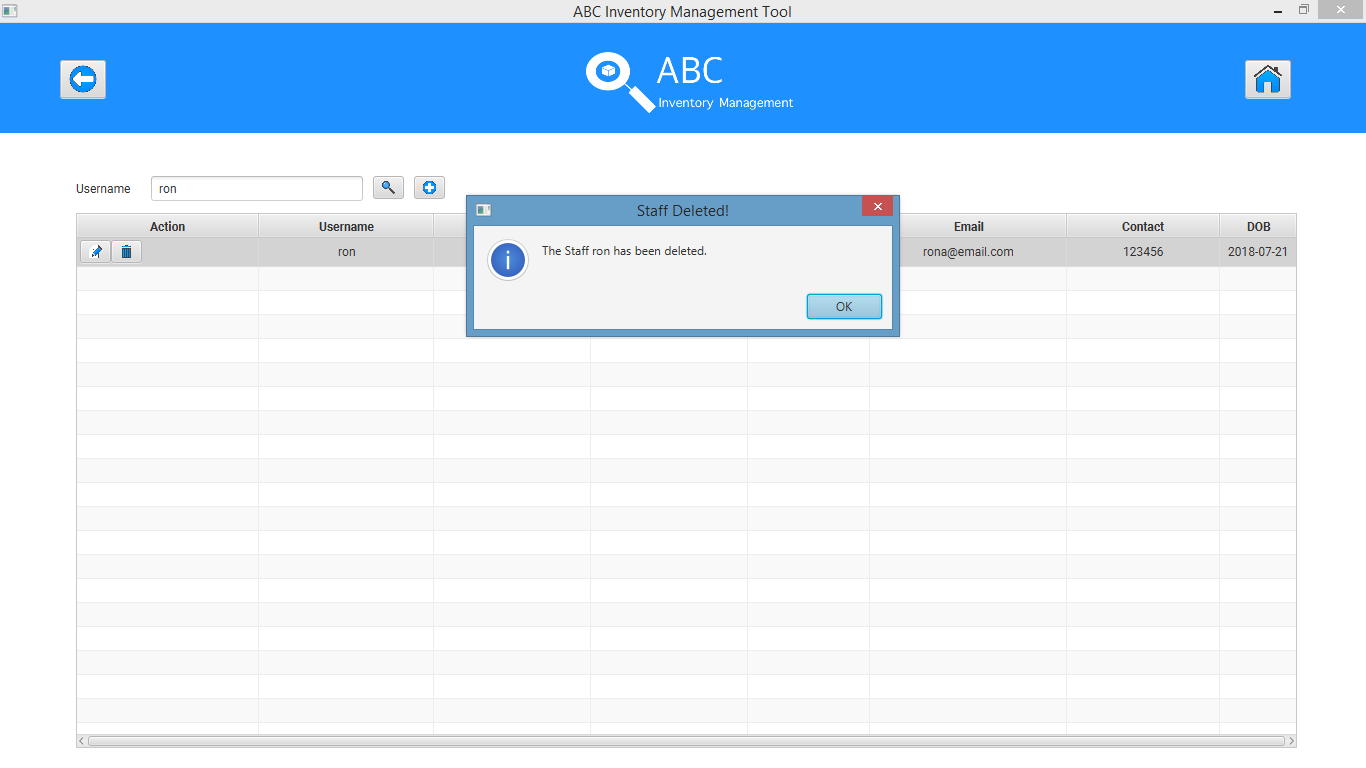 ABC Inventory Management Tool
ABC
Inventory Management
Username ron
Staff Deleted!
The Staff ron has been deleted.
OK
Action Username Email Contact DOB
ron rona@email.com 123456 2018-07-21